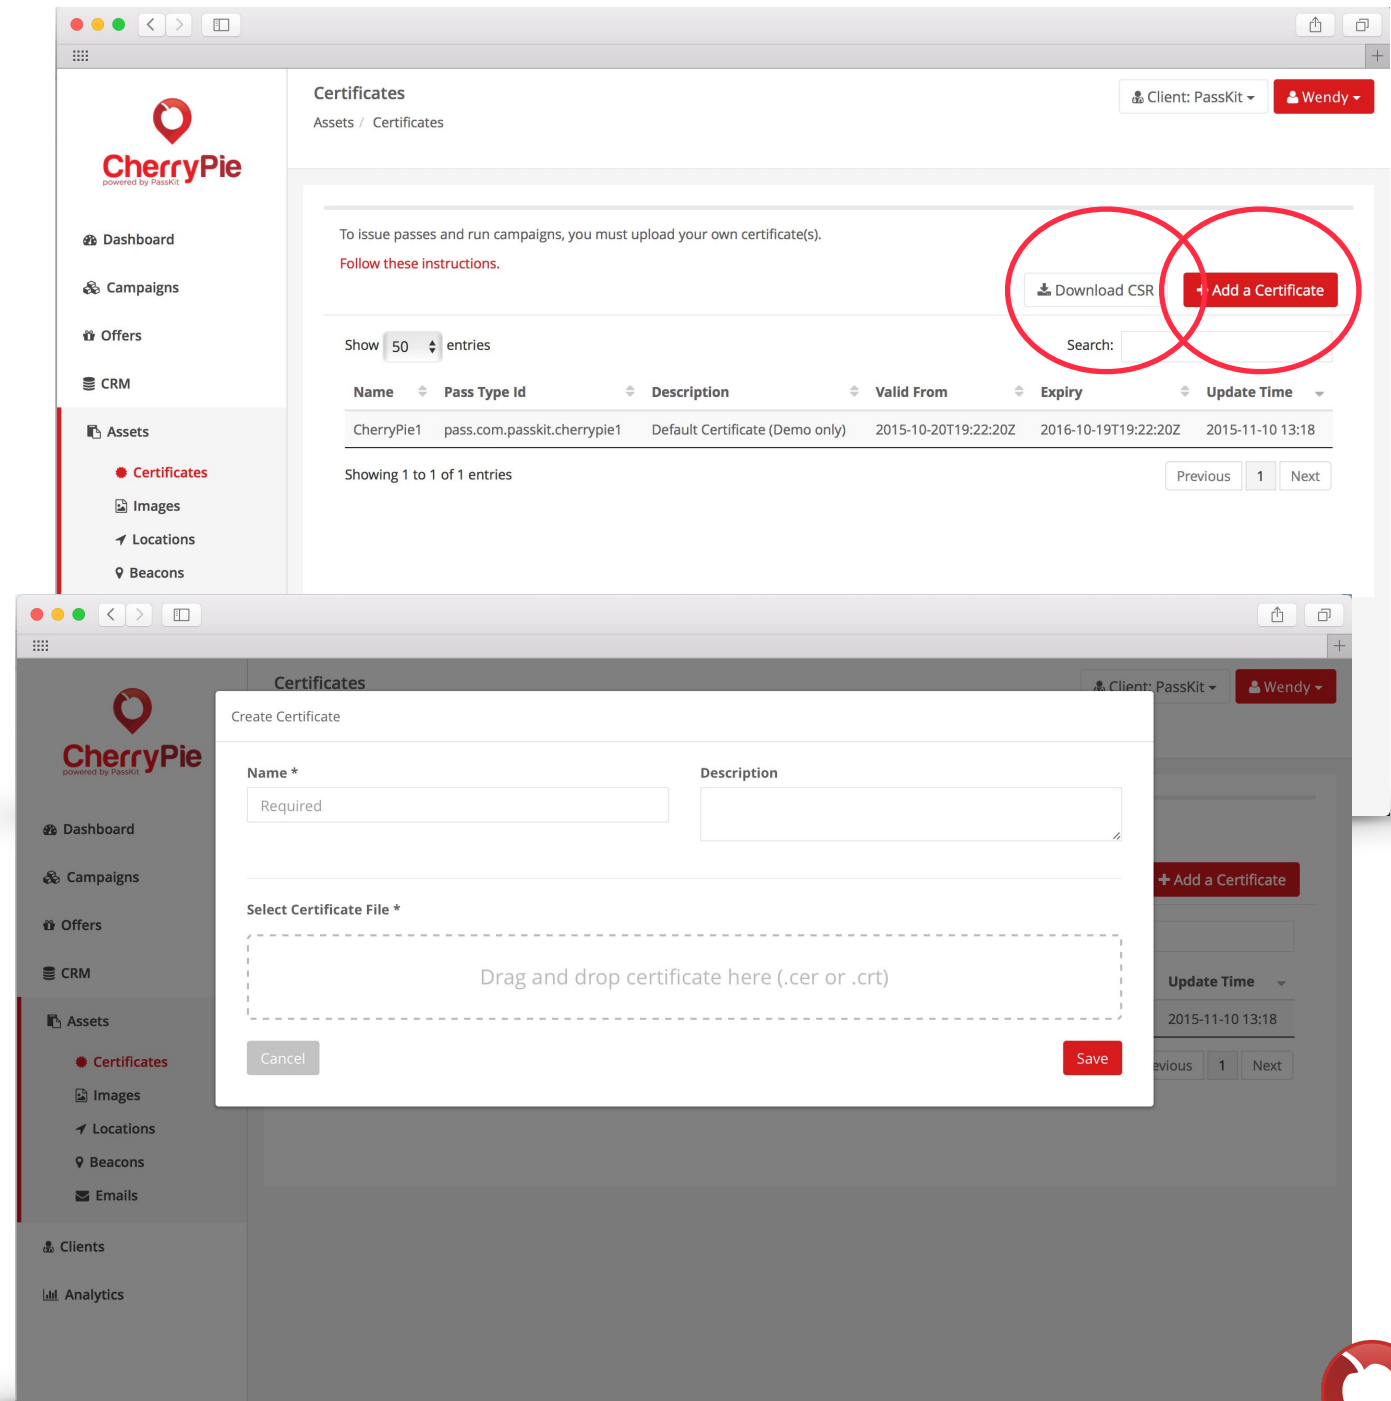 Certificates
Client: PassKit
Wendy
Assets / Certificates
CherryPie
powered by PassKit
To issue passes and run campaigns, you must upload your own certificate(s).
Follow these instructions.
Download CSR
+ Add a Certificate
Dashboard
Campaigns
Offers
CRM
Assets
Certificates
Images
Locations
Beacons
Show 50 entries
Search:
Name Pass Type Id Description Valid From Expiry Update Time
CherryPie1 pass.com.passkit.cherrypie1 Default Certificate (Demo only) 2015-10-20T19:22:20Z 2016-10-19T19:22:20Z 2015-11-10 13:18
Showing 1 to 1 of 1 entries
Previous 1 Next
Certificates
Client: PassKit
Wendy
CherryPie
powered by PassKit
Dashboard
Campaigns
Offers
CRM
Assets
Certificates
Images
Locations
Beacons
Emails
Clients
Analytics
Create Certificate
Name *
Required
Description
Select Certificate File *
Drag and drop certificate here (.cer or .crt)
Cancel
Save
+ Add a Certificate
Update Time
2015-11-10 13:18
evious 1 Next